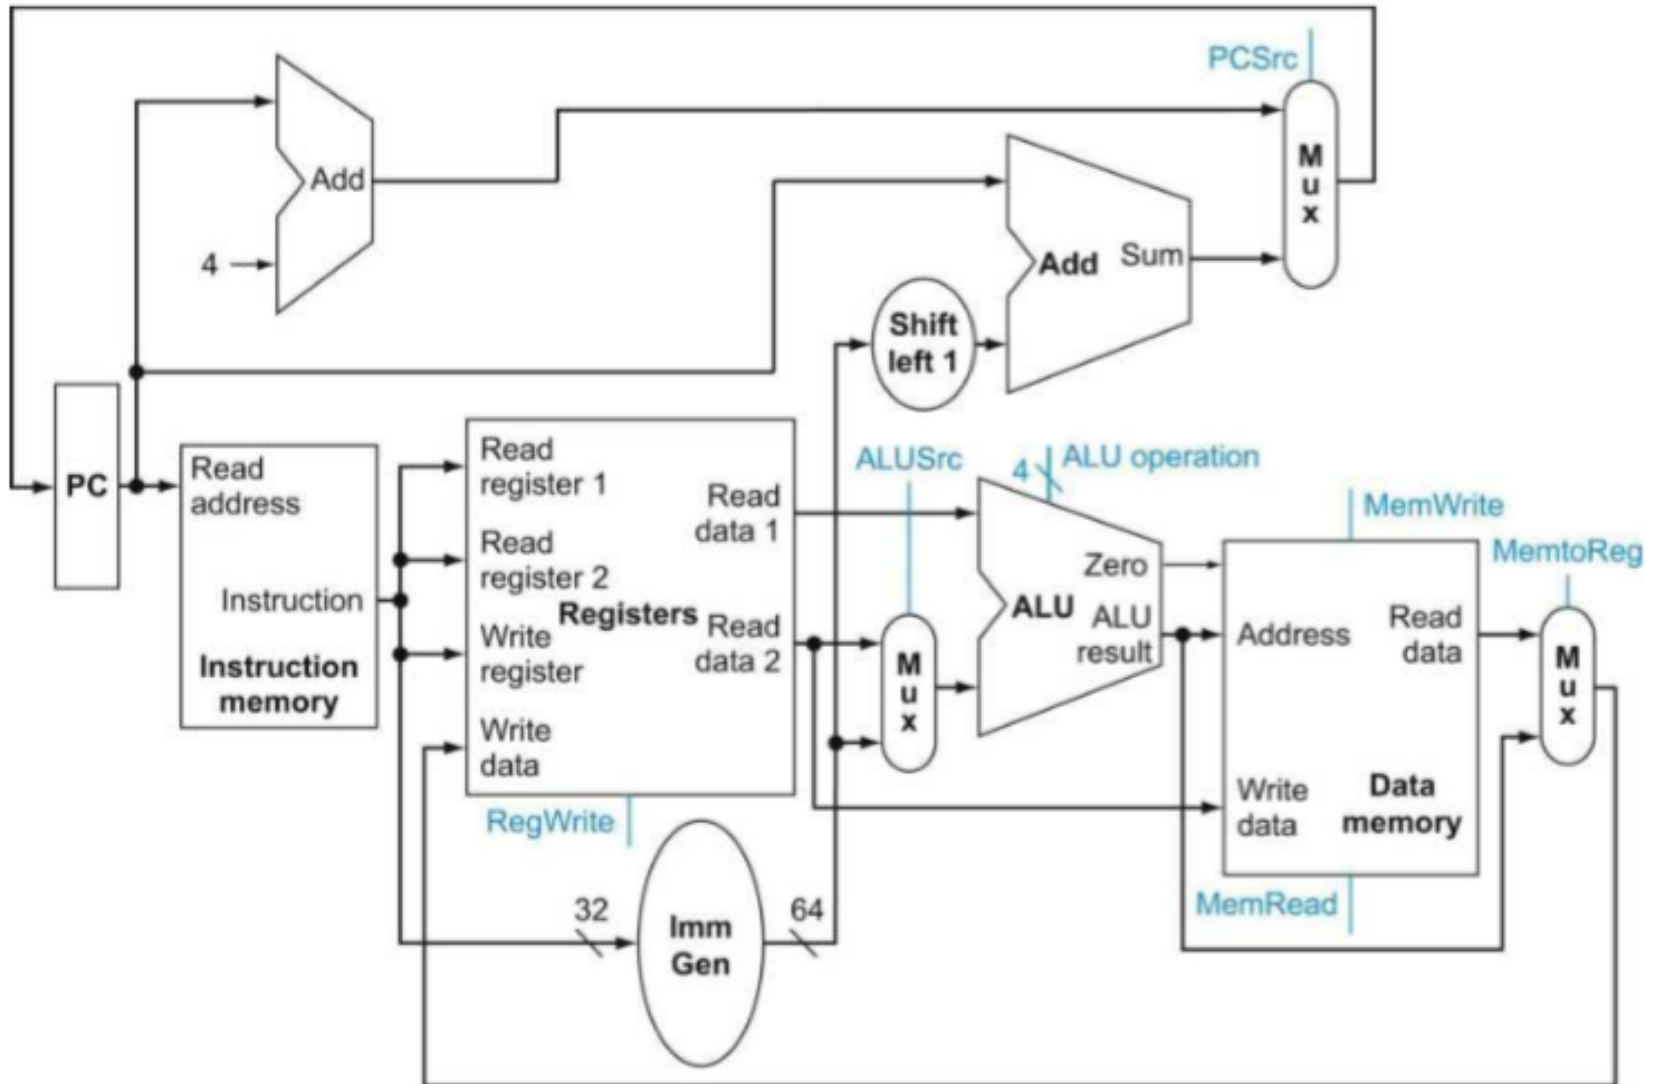 PCSrc
M
u
x
Add
4
Add Sum
Shift
left 1
PC
Read
address
Instruction
Instruction
memory
Read
register 1
Read
register 2
Write
register
Write
data
Registers
Read
data 1
Read
data 2
RegWrite
ALUSrc
M
u
x
4
ALU operation
Zero
ALU
ALU
result
MemWrite
MemtoReg
Address
Read
data
Write
data
Data
memory
MemRead
M
u
x
32
Imm
Gen
64